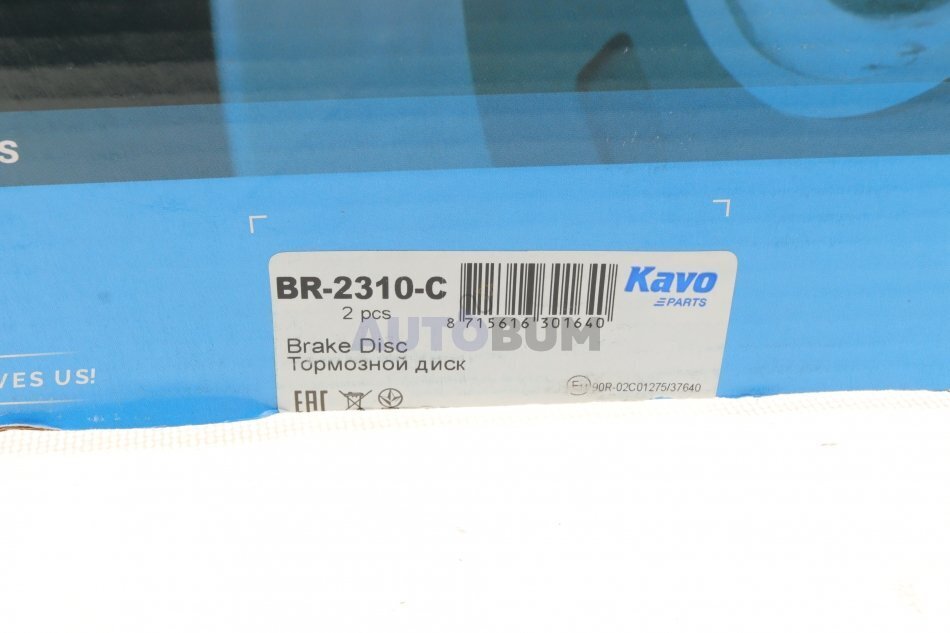 S
BR-2310-C
2 pcs
8 715616 301640
Kavo
PARTS
AUTOBUM
Brake Disc
Тормозной диск
VES US!
EAC
90R-02C01275/37640